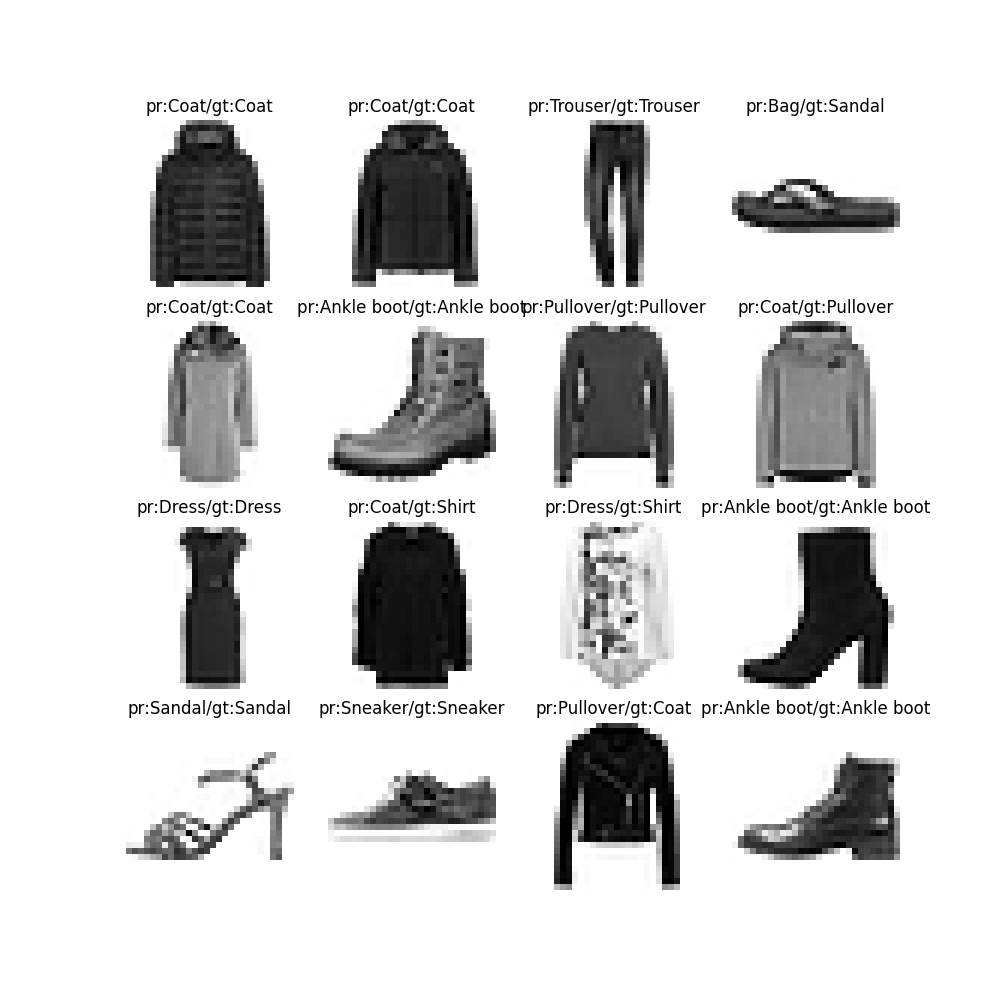 pr:Coat/gt:Coat
pr:Coat/gt:Coat
pr:Trouser/gt:Trouser
pr:Bag/gt:Sandal
pr:Coat/gt:Coat
pr:Ankle boot/gt:Ankle boot
pr:Pullover/gt:Pullover
pr:Coat/gt:Pullover
pr:Dress/gt:Dress
pr:Coat/gt:Shirt
pr:Dress/gt:Shirt
pr:Ankle boot/gt:Ankle boot
pr:Sandal/gt:Sandal
pr:Sneaker/gt:Sneaker
pr:Pullover/gt:Coat
pr:Ankle boot/gt:Ankle boot